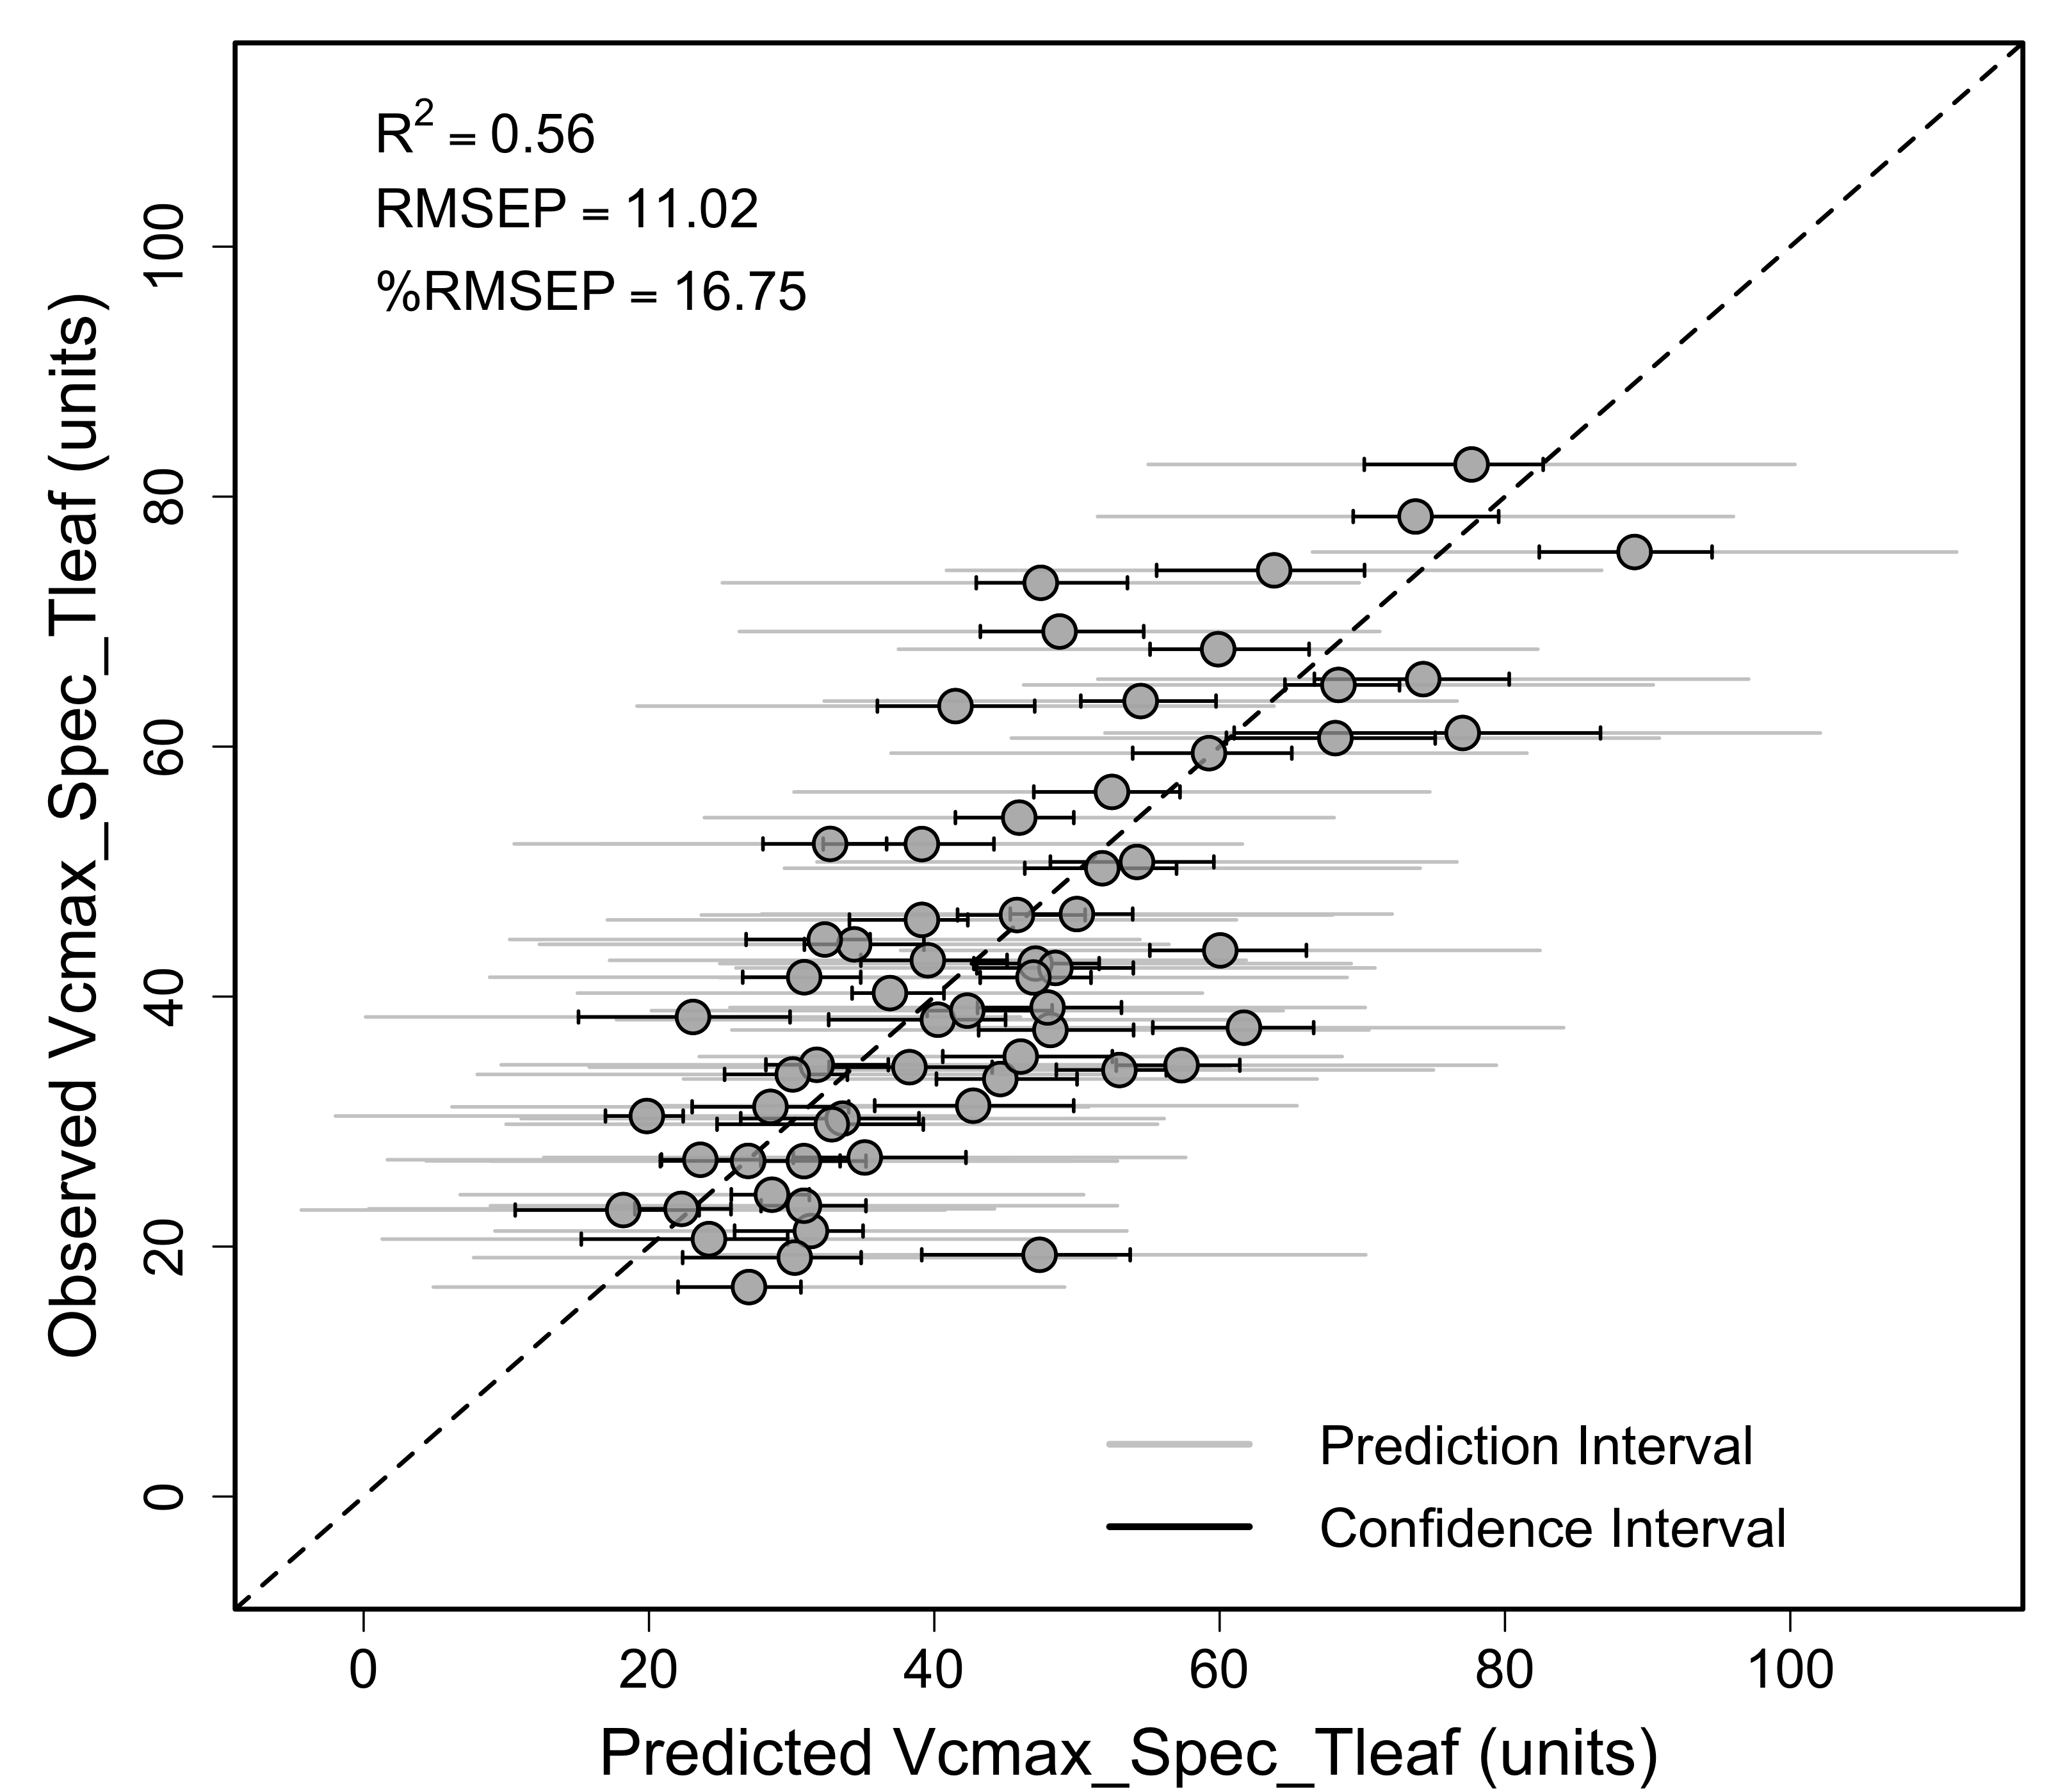 R2 = 0.56
RMSEP = 11.02
%RMSEP = 16.75
Observed Vcmax_Spec_Tleaf (units)
100
80
60
40
20
0
Prediction Interval
Confidence Interval
0 20 40 60 80 100
Predicted Vcmax_Spec_Tleaf (units)